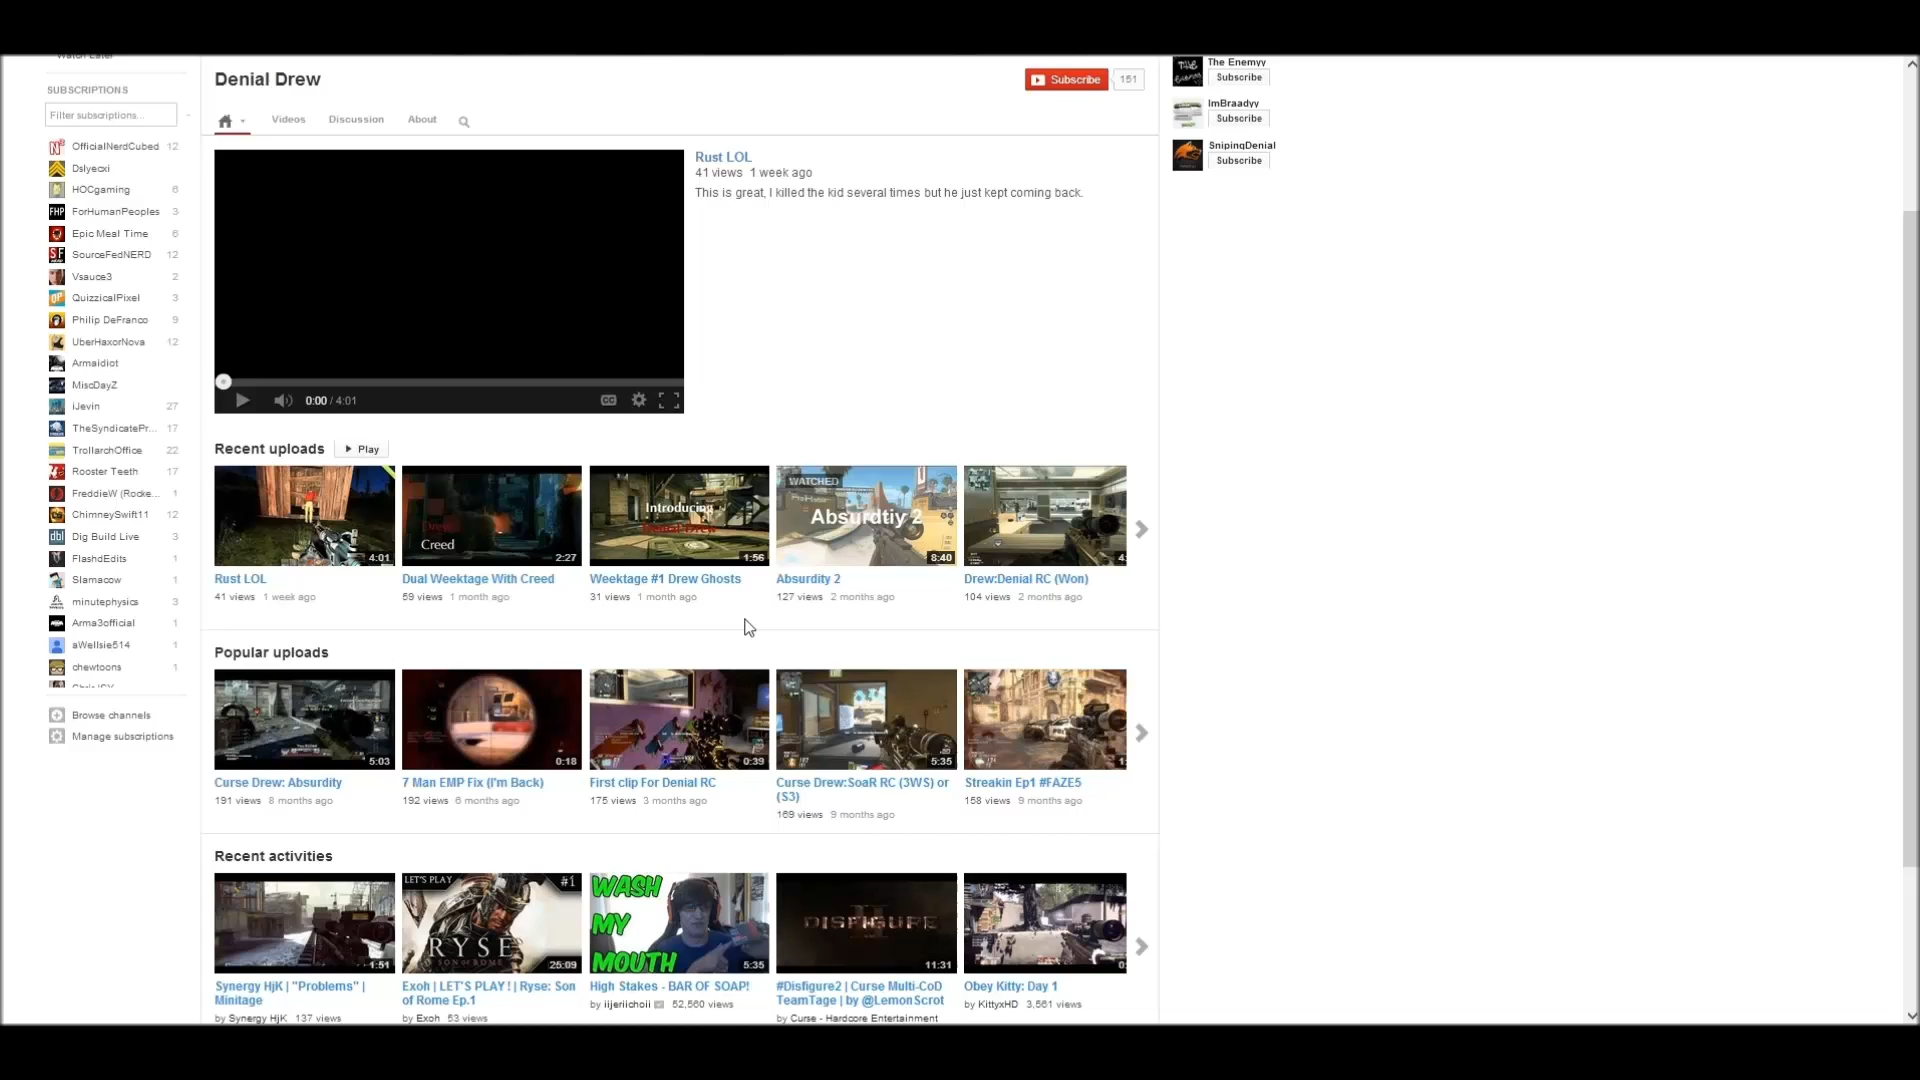 Watch Later
SUBSCRIPTIONS
Filter subscriptions...
OfficialNerdCubed 12
Dslyecxi
HOCgaming 6
ForHumanPeoples 3
Epic Meal Time 6
SourceFedNERD 12
Vsauce3 2
QuizzicalPixel 3
Philip DeFranco 9
UberHaxorNova 12
Armaidiot
MiscDayZ
iJevin 27
TheSyndicatePr... 17
TrollarchOffice 22
Rooster Teeth 17
FreddieW (Rocke... 1
ChimneySwift11 12
Dig Build Live 3
FlashdEdits 1
Slamacow 1
minutephysics 3
Arma3official 1
aWellsie514 1
chewtoons 1
Browse channels
Manage subscriptions
Denial Drew
Subscribe 151
Videos Discussion About
0:00 / 4:01
Rust LOL
41 views 1 week ago
This is great, I killed the kid several times but he just kept coming back.
Recent uploads Play
4:01
Drew
Creed
2:27
Introducing
1:56
WATCHED
Absurdtiy 2
8:40
4:
Rust LOL
41 views 1 week ago
Dual Weektage With Creed
59 views 1 month ago
Weektage #1 Drew Ghosts
31 views 1 month ago
Absurdity 2
127 views 2 months ago
Drew:Denial RC (Won)
104 views 2 months ago
Popular uploads
5:03
0:18
0:39
5:35
1:
Curse Drew: Absurdity
191 views 8 months ago
7 Man EMP Fix (I'm Back)
192 views 6 months ago
First clip For Denial RC
175 views 3 months ago
Curse Drew:SoaR RC (3WS) or
(S3)
169 views 9 months ago
Streakin Ep1 #FAZE5
158 views 9 months ago
Recent activities
1:51
LET'S PLAY #1
RYSE
SON OF ROME
25:09
WASH
MY
MOUTH
5:35
DISFIGURE
II
11:31
0:
Synergy HjK | "Problems" |
Minitage
by Synergy HjK 137 views
Exoh | LET'S PLAY ! | Ryse: Son
of Rome Ep.1
by Exoh 53 views
High Stakes - BAR OF SOAP!
by iijeriichoii 52,560 views
#Disfigure2 | Curse Multi-CoD
TeamTage | by @LemonScrot
by Curse - Hardcore Entertainment
Obey Kitty: Day 1
by KittyxHD 3,561 views
The Enemyy
Subscribe
ImBraadyy
Subscribe
SnipingDenial
Subscribe